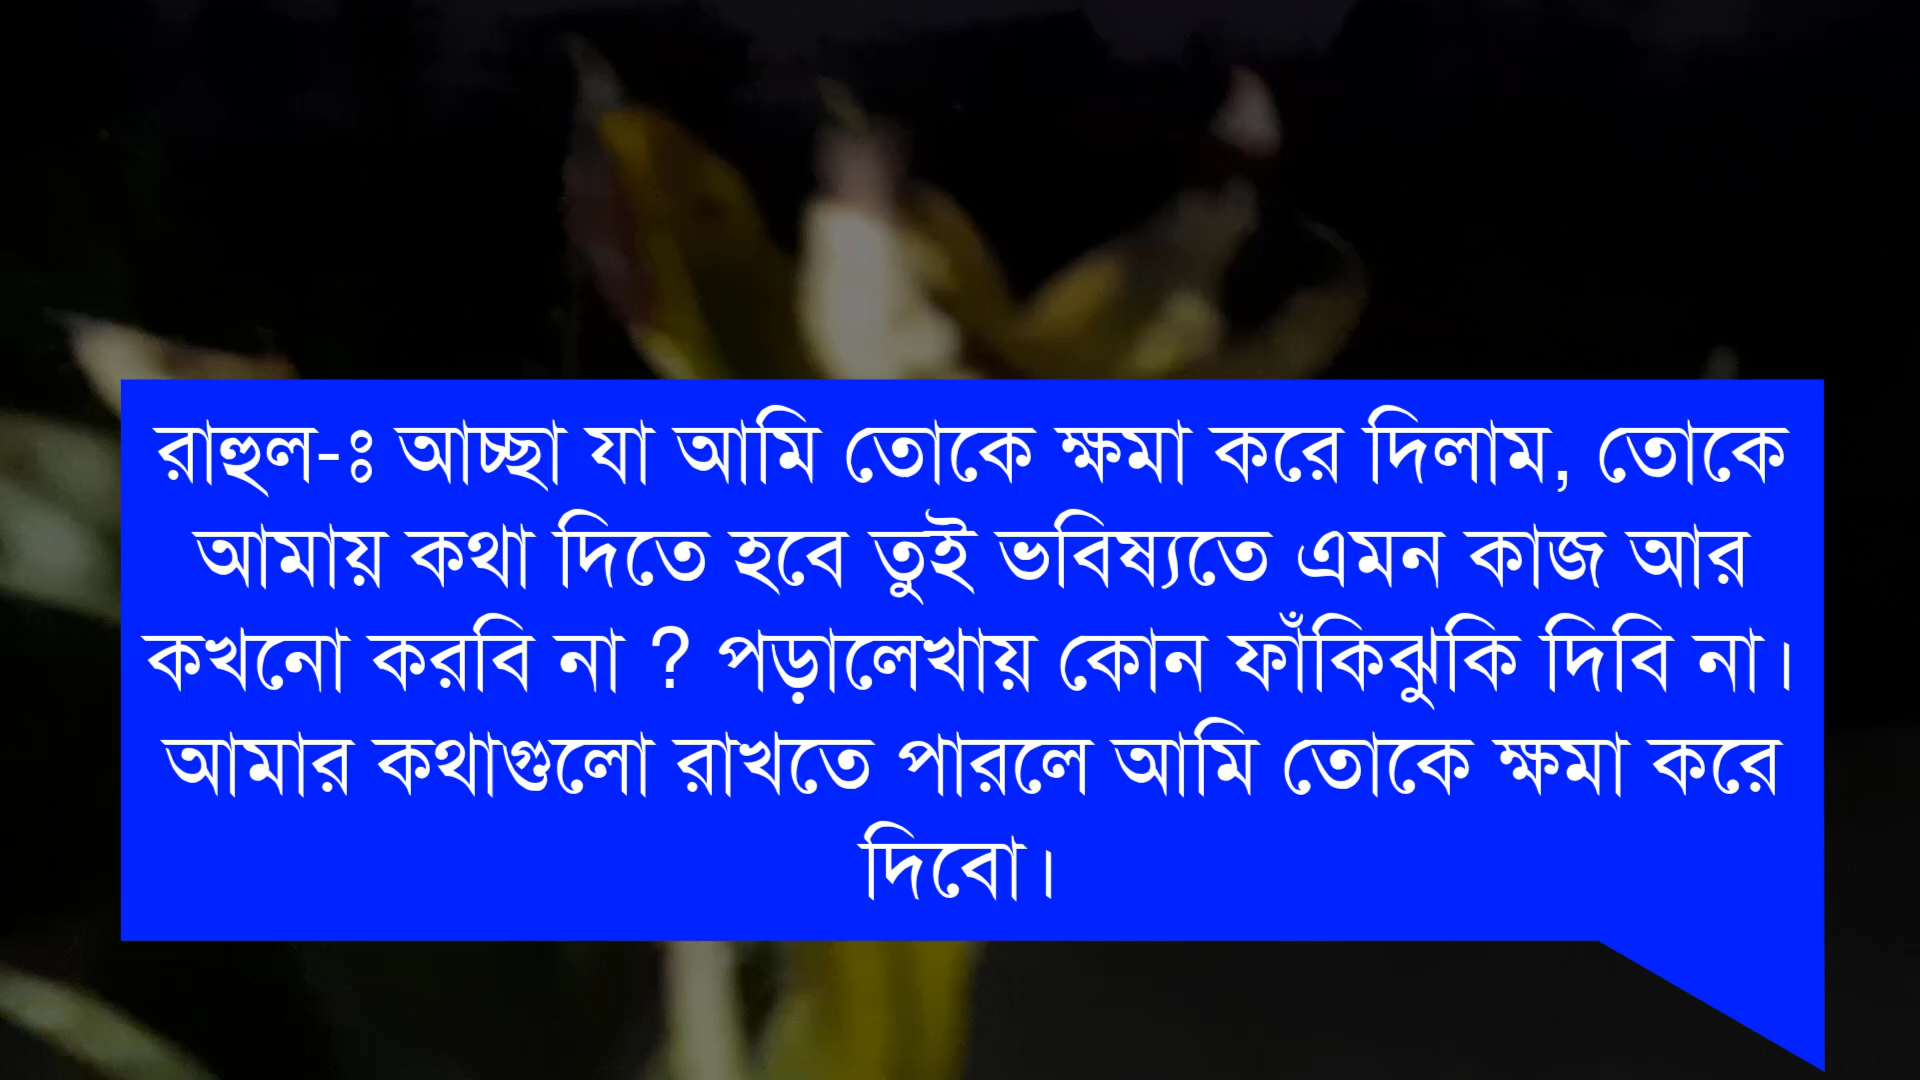 রাহুল-ঃ আচ্ছা যা আমি তোকে ক্ষমা করে দিলাম, তোকে
আমায় কথা দিতে হবে তুই ভবিষ্যতে এমন কাজ আর
কখনো করবি না ? পড়ালেখায় কোন ফাঁকিঝুকি দিবি না।
আমার কথাগুলো রাখতে পারলে আমি তোকে ক্ষমা করে
দিবো।